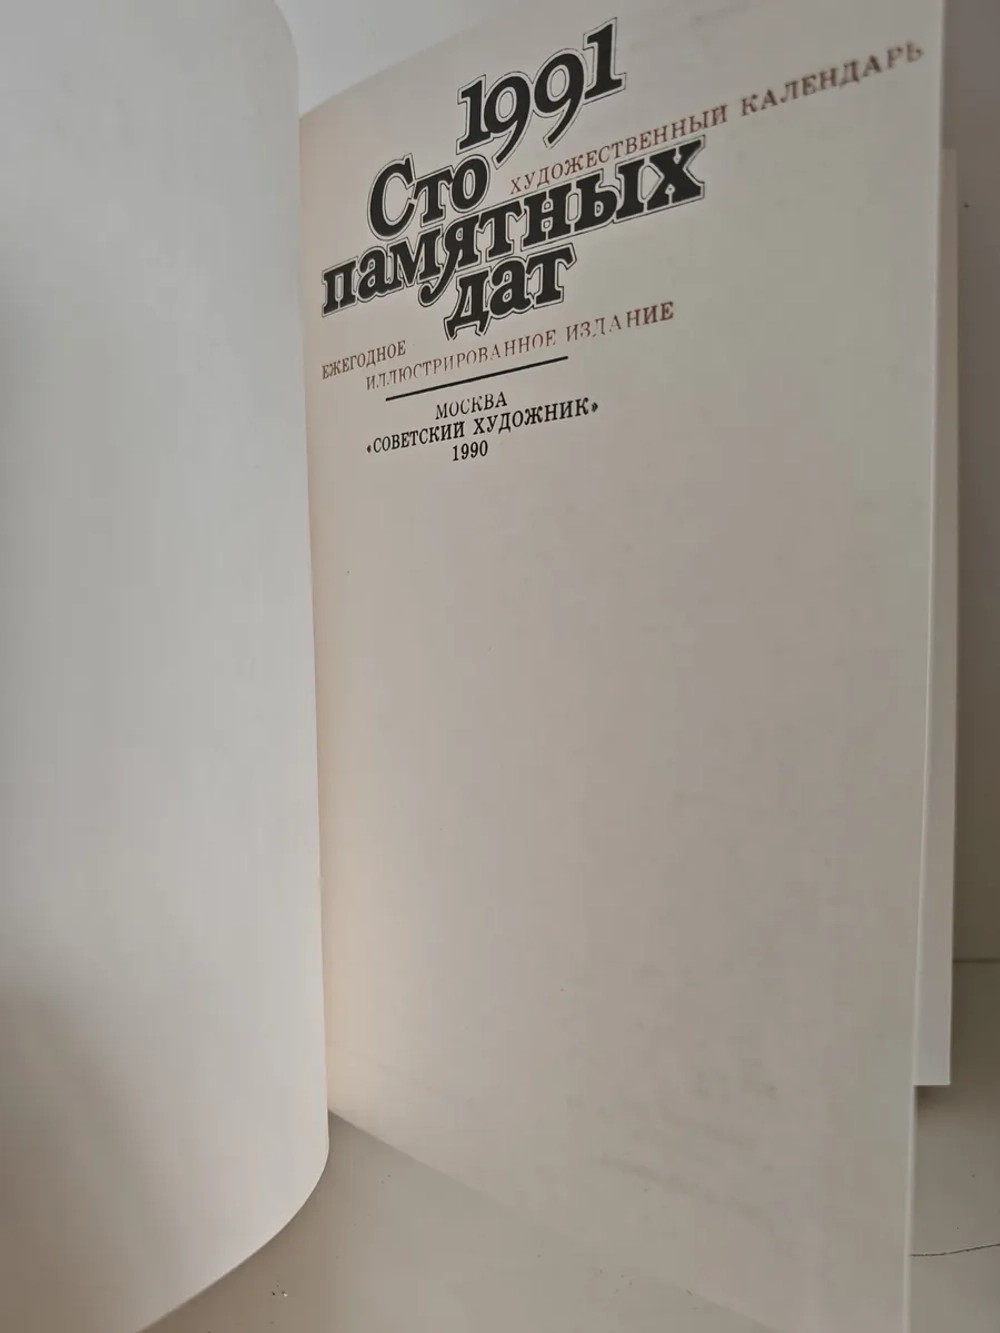 1991
Сто
ХУДОЖЕСТВЕННЫЙ КАЛЕНДАРЬ
памятных
дат
ЕЖЕГОДНОЕ
ИЛЛЮСТРИРОВАННОЕ ИЗДАНИЕ
МОСКВА
«СОВЕТСКИЙ ХУДОЖНИК»
1990